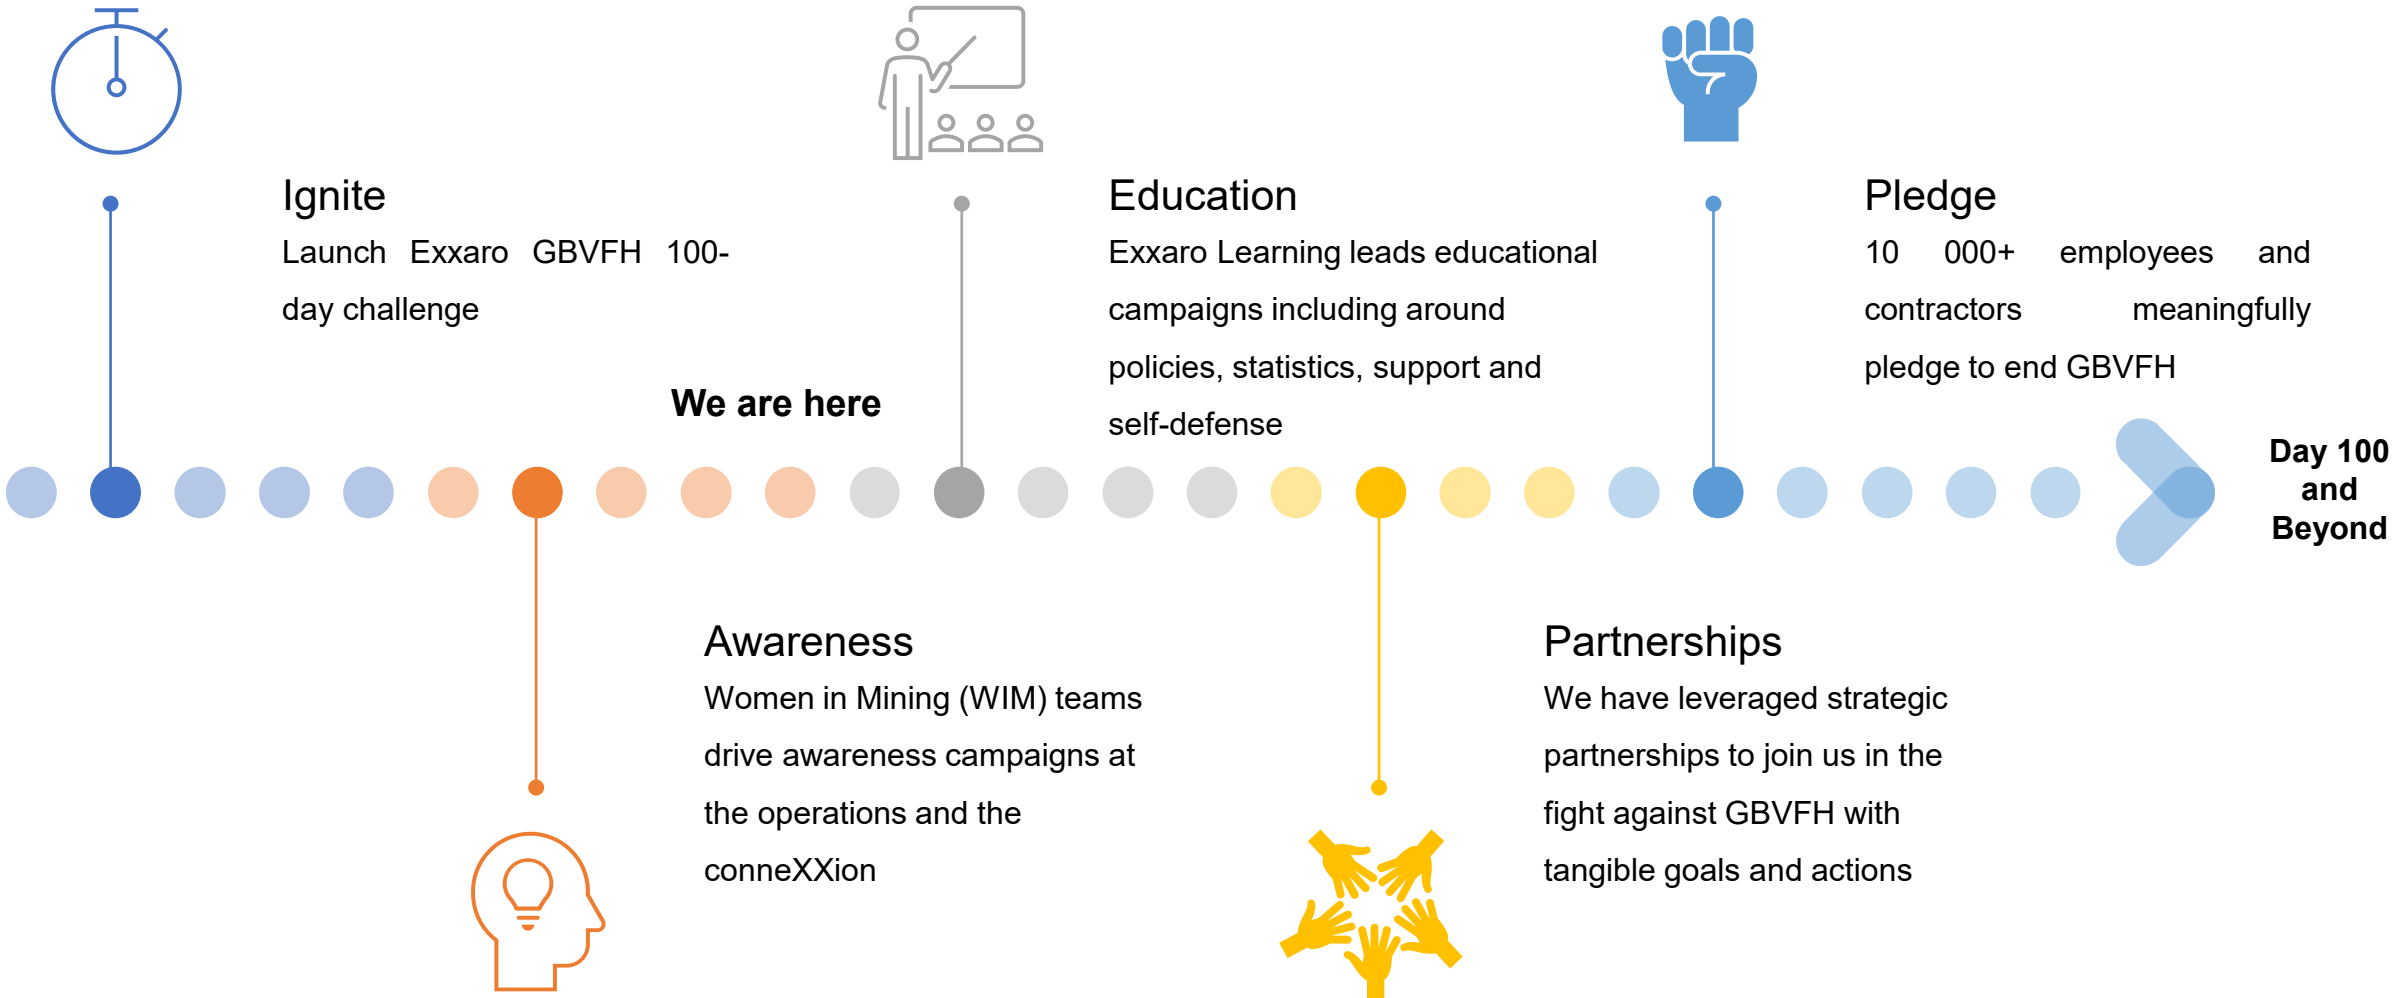 Ignite
Launch Exxaro GBVFH 100-
day challenge
We are here
Education
Exxaro Learning leads educational
campaigns including around
policies, statistics, support and
self-defense
Pledge
10 000+ employees and
contractors meaningfully
pledge to end GBVFH
Day 100
and
Beyond
Awareness
Women in Mining (WIM) teams
drive awareness campaigns at
the operations and the
conneXXion
Partnerships
We have leveraged strategic
partnerships to join us in the
fight against GBVFH with
tangible goals and actions